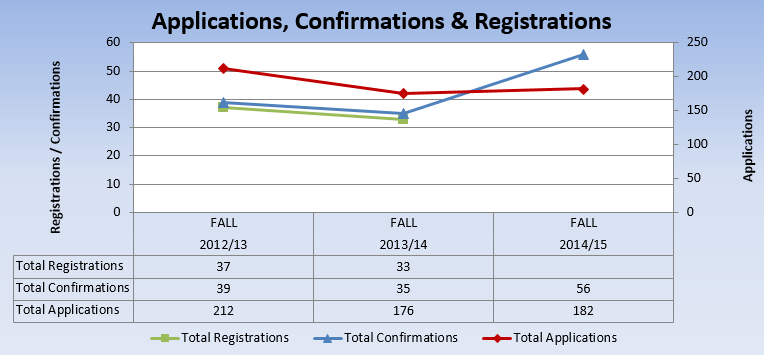 Applications, Confirmations & Registrations
Registrations / Confirmations
60
50
40
30
20
10
0
250
200
150
100
50
0
Applications
FALL FALL FALL
2012/13 2013/14 2014/15
Total Registrations 37 33
Total Confirmations 39 35 56
Total Applications 212 176 182
Total Registrations Total Confirmations Total Applications